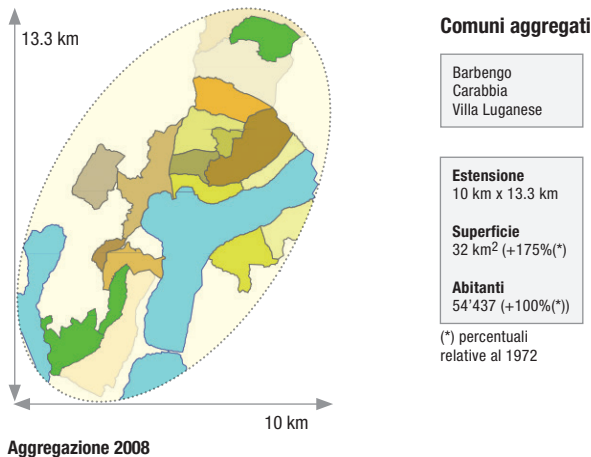 13.3 km
10 km
Aggregazione 2008
Comuni aggregati
Barbengo
Carabbia
Villa Luganese
Estensione
10 km x 13.3 km
Superficie
32 km² (+175%(*)
Abitanti
54’437 (+100%(*))
(*) percentuali
relative al 1972